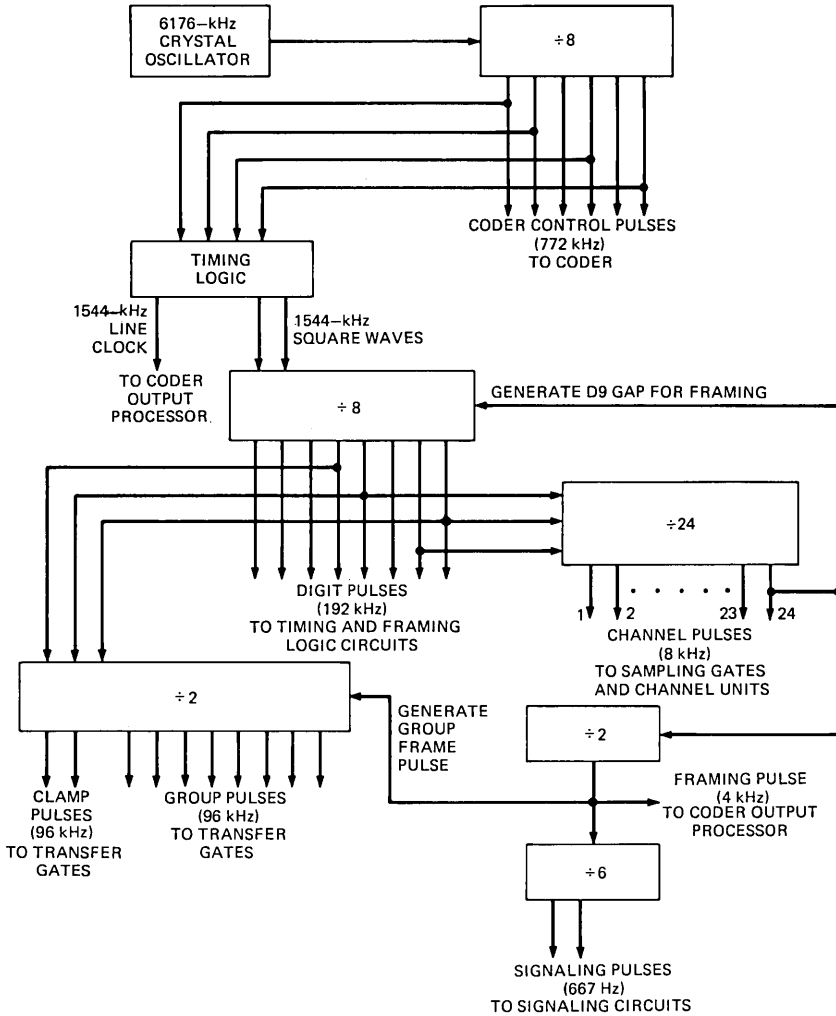 6176–kHz
CRYSTAL
OSCILLATOR
÷8
CODER CONTROL PULSES
(772 kHz)
TO CODER
TIMING
LOGIC
1544–kHz
LINE
CLOCK
1544–kHz
SQUARE WAVES
TO CODER
OUTPUT
PROCESSOR
÷8
GENERATE D9 GAP FOR FRAMING
÷24
DIGIT PULSES
(192 kHz)
TO TIMING AND FRAMING
LOGIC CIRCUITS
1 2 . . . . . . 23 24
CHANNEL PULSES
(8 kHz)
TO SAMPLING GATES
AND CHANNEL UNITS
÷2
GENERATE
GROUP
FRAME
PULSE
÷2
CLAMP
PULSES
(96 kHz)
TO TRANSFER
GATES
GROUP PULSES
(96 kHz)
TO TRANSFER
GATES
FRAMING PULSE
(4 kHz)
TO CODER OUTPUT
PROCESSOR
÷6
SIGNALING PULSES
(667 Hz)
TO SIGNALING CIRCUITS